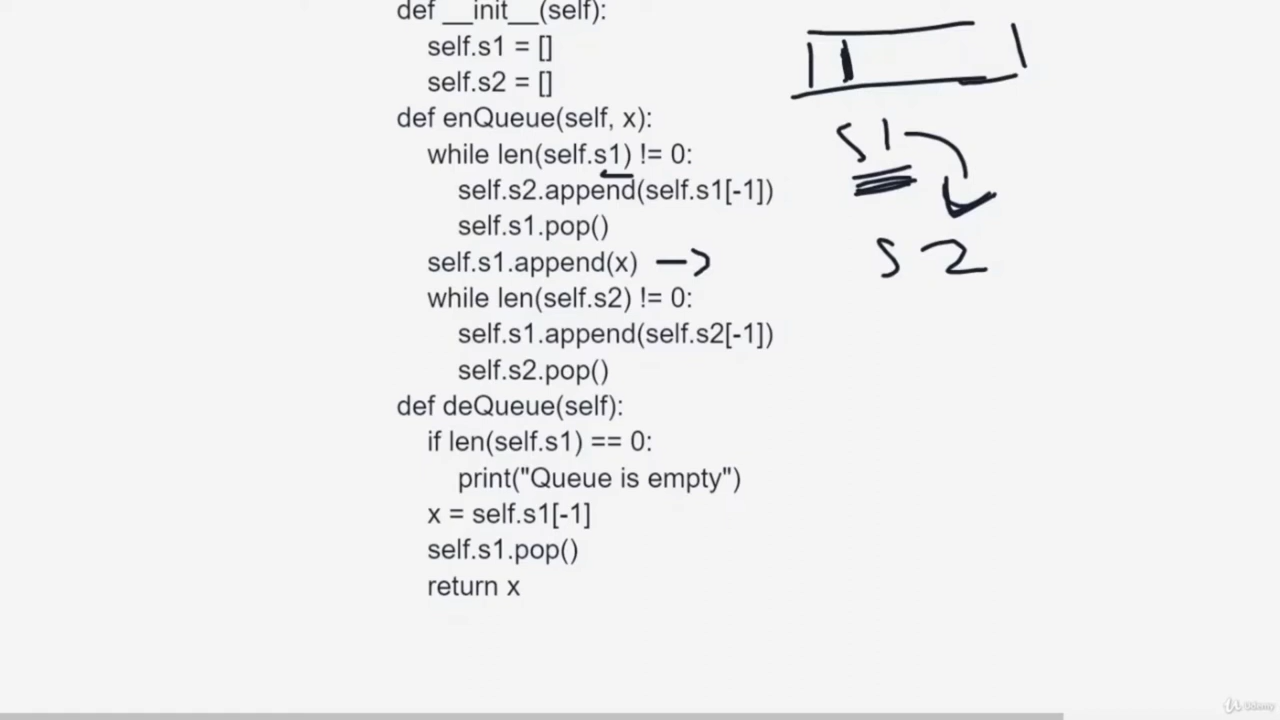 def __init__(self):
self.s1 = []
self.s2 = []
def enQueue(self, x):
while len(self.s1) != 0:
self.s2.append(self.s1[-1])
self.s1.pop()
self.s1.append(x)
while len(self.s2) != 0:
self.s1.append(self.s2[-1])
self.s2.pop()
def deQueue(self):
if len(self.s1) == 0:
print("Queue is empty")
x = self.s1[-1]
self.s1.pop()
return x
S1
S2
Udemy